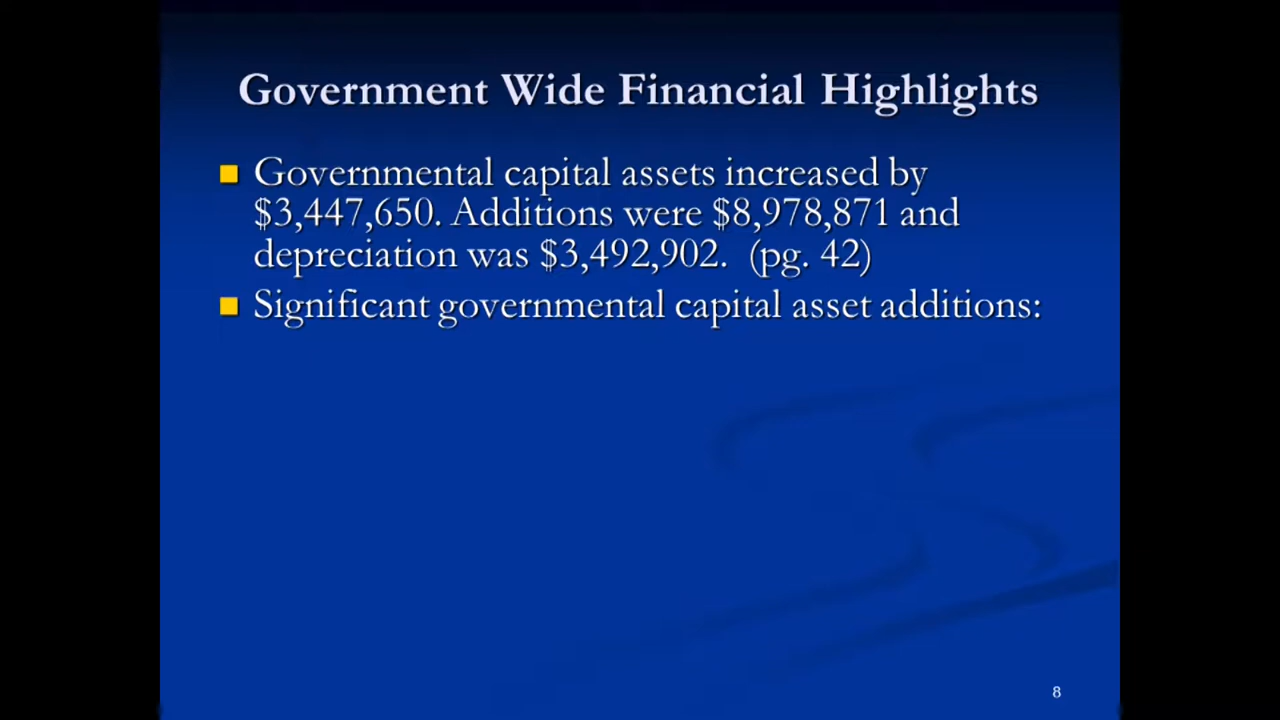 Government Wide Financial Highlights
Governmental capital assets increased by
$3,447,650. Additions were $8,978,871 and
depreciation was $3,492,902. (pg. 42)
Significant governmental capital asset additions:
8